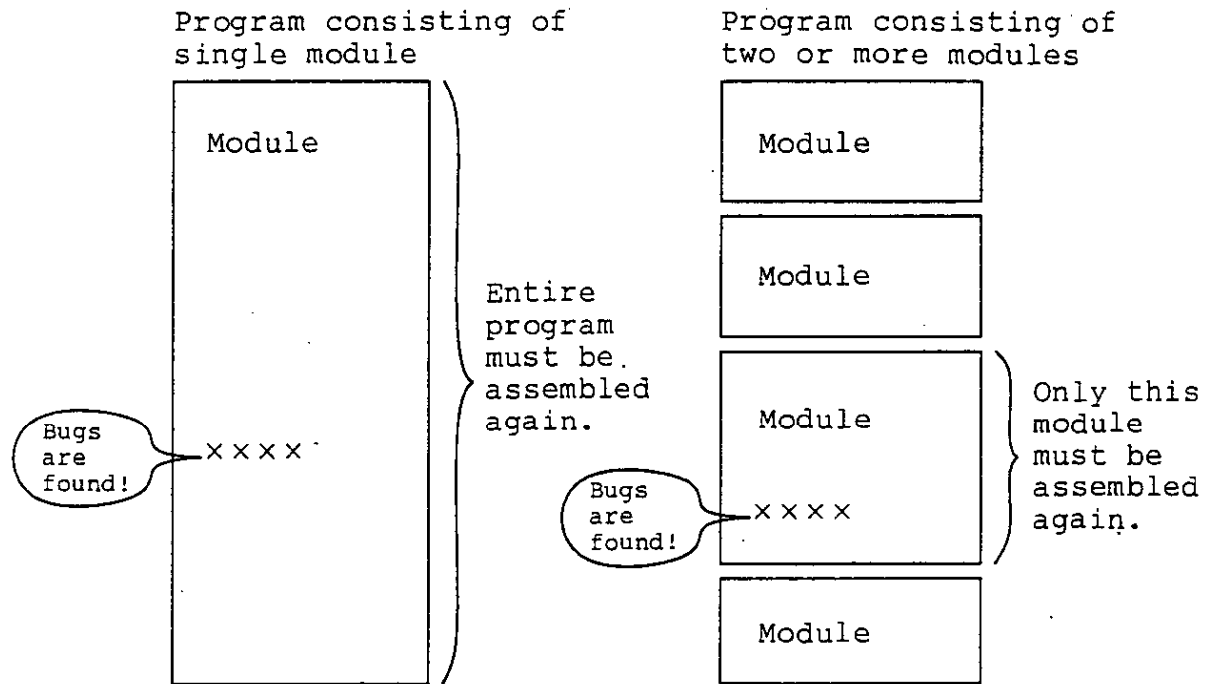 Program consisting of
single module
Module
Bugs
are
found!
××××
Entire
program
must be
assembled
again.
Program consisting of
two or more modules
Module
Module
Module
Bugs
are
found!
××××
Only this
module
must be
assembled
again.
Module